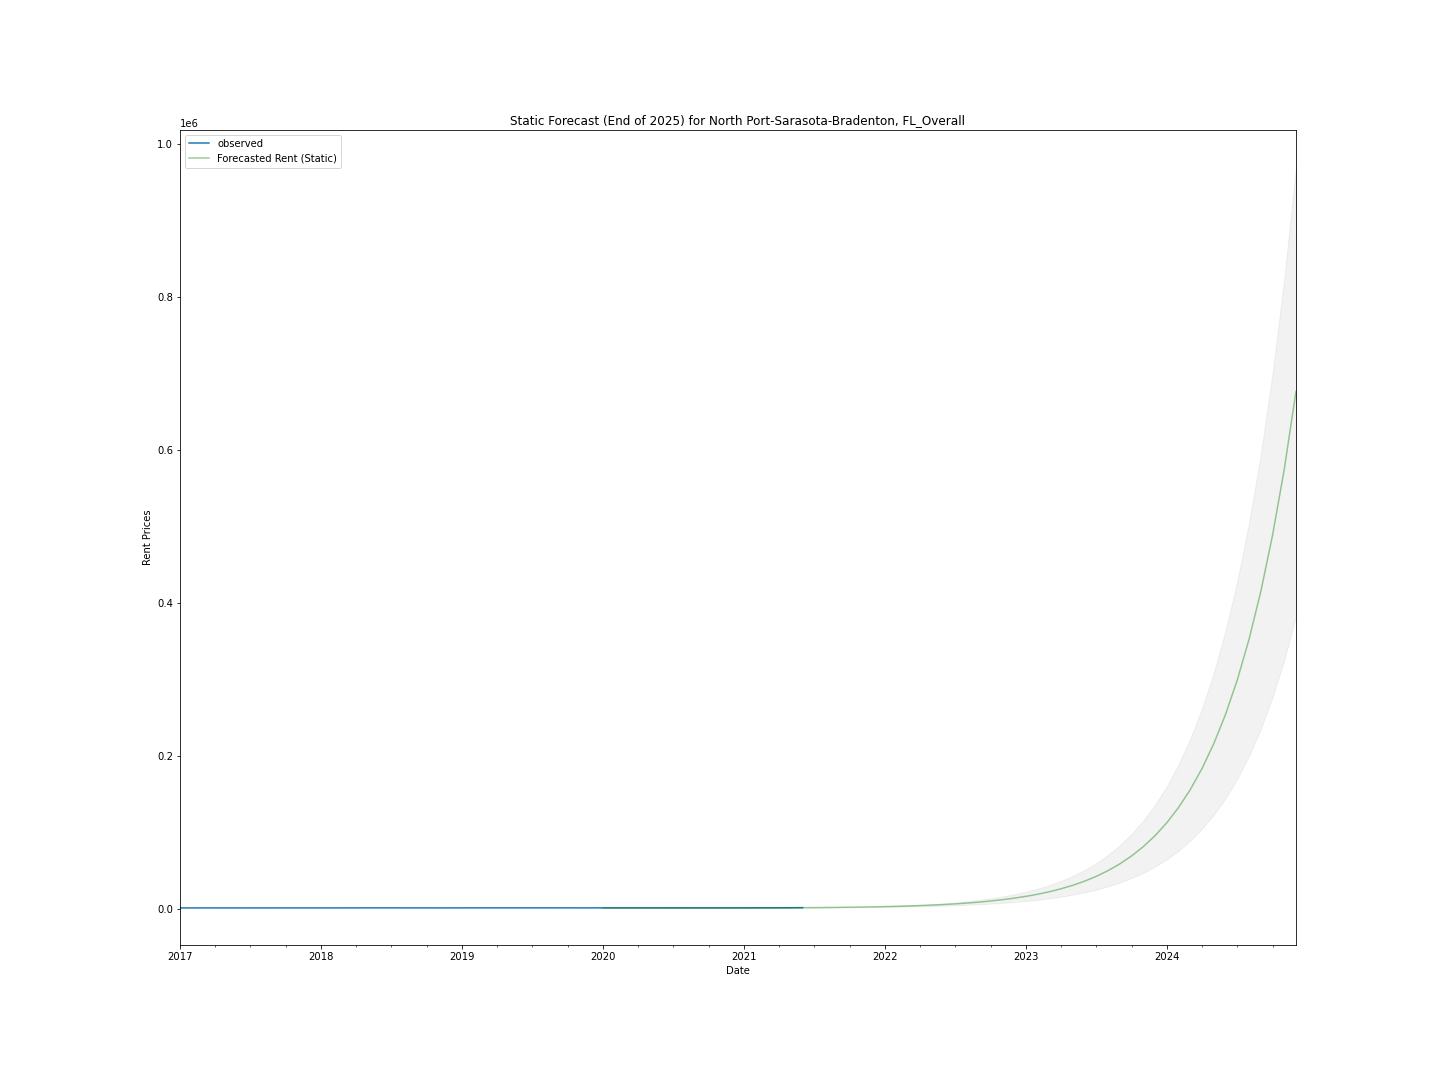 Static Forecast (End of 2025) for North Port-Sarasota-Bradenton, FL_Overall
1e6
observed
Forecasted Rent (Static)
1.0
0.8
0.6
0.4
0.2
0.0
Rent Prices
2017 2018 2019 2020 2021 2022 2023 2024
Date